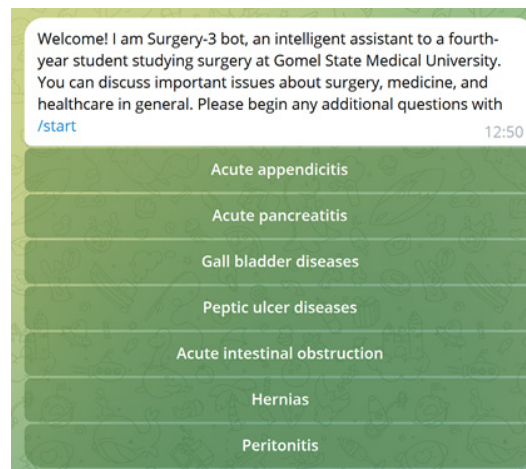 Welcome! I am Surgery-3 bot, an intelligent assistant to a fourth-
year student studying surgery at Gomel State Medical University.
You can discuss important issues about surgery, medicine, and
healthcare in general. Please begin any additional questions with
/start
12:50
Acute appendicitis
Acute pancreatitis
Gall bladder diseases
Peptic ulcer diseases
Acute intestinal obstruction
Hernias
Peritonitis